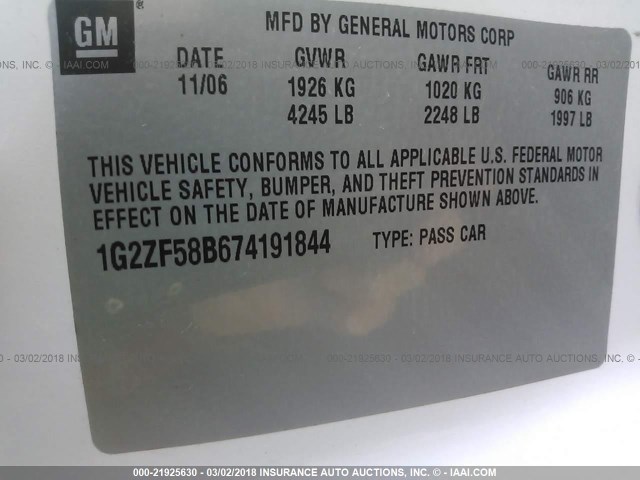 GM
®
MFD BY GENERAL MOTORS CORP
DATE GVWR GAWR FRT GAWR RR
11/06 1926 KG 1020 KG 906 KG
4245 LB 2248 LB 1997 LB
THIS VEHICLE CONFORMS TO ALL APPLICABLE U.S. FEDERAL MOTOR
VEHICLE SAFETY, BUMPER, AND THEFT PREVENTION STANDARDS IN
EFFECT ON THE DATE OF MANUFACTURE SHOWN ABOVE.
1G2ZF58B674191844 TYPE: PASS CAR
000-21925630 - 03/02/2018 INSURANCE AUTO AUCTIONS, INC. - © IAAI.COM